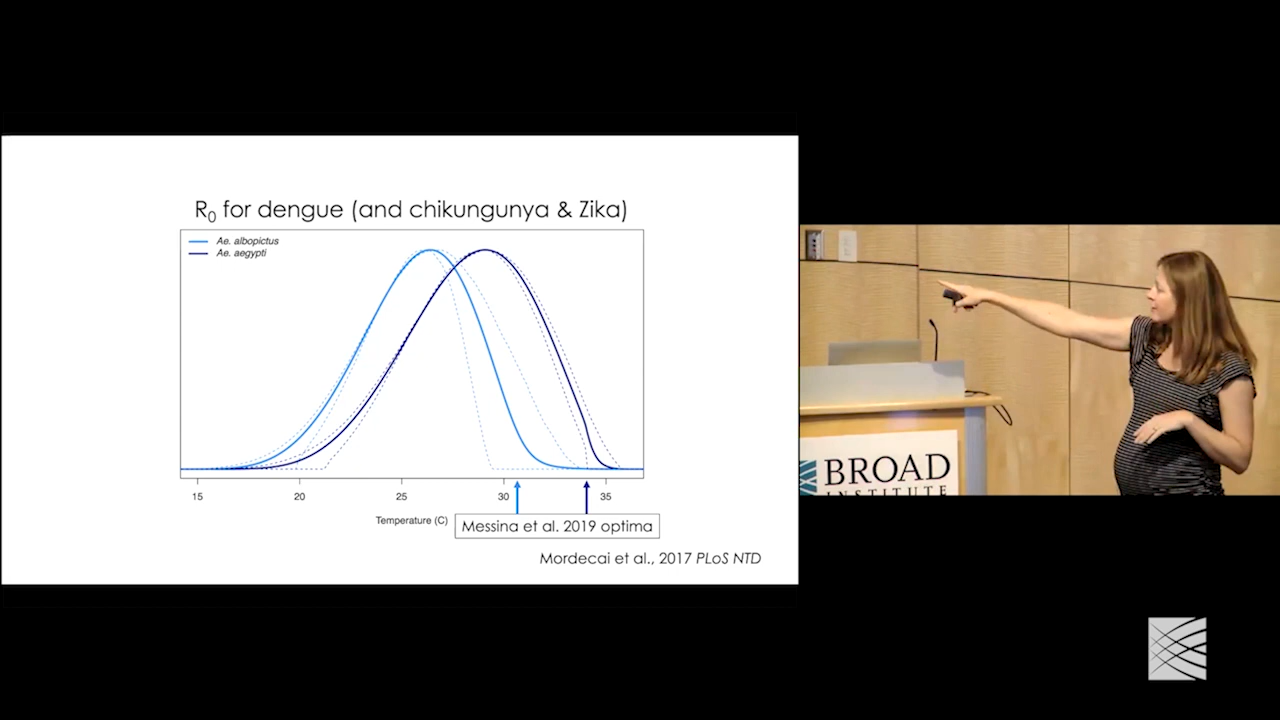 R0 for dengue (and chikungunya & Zika)
Ae. albopictus
Ae. aegypti
15 20 25 30 35
Temperature (C)
Messina et al. 2019 optima
Mordecai et al., 2017 PLoS NTD
BROAD
INSTITUTE